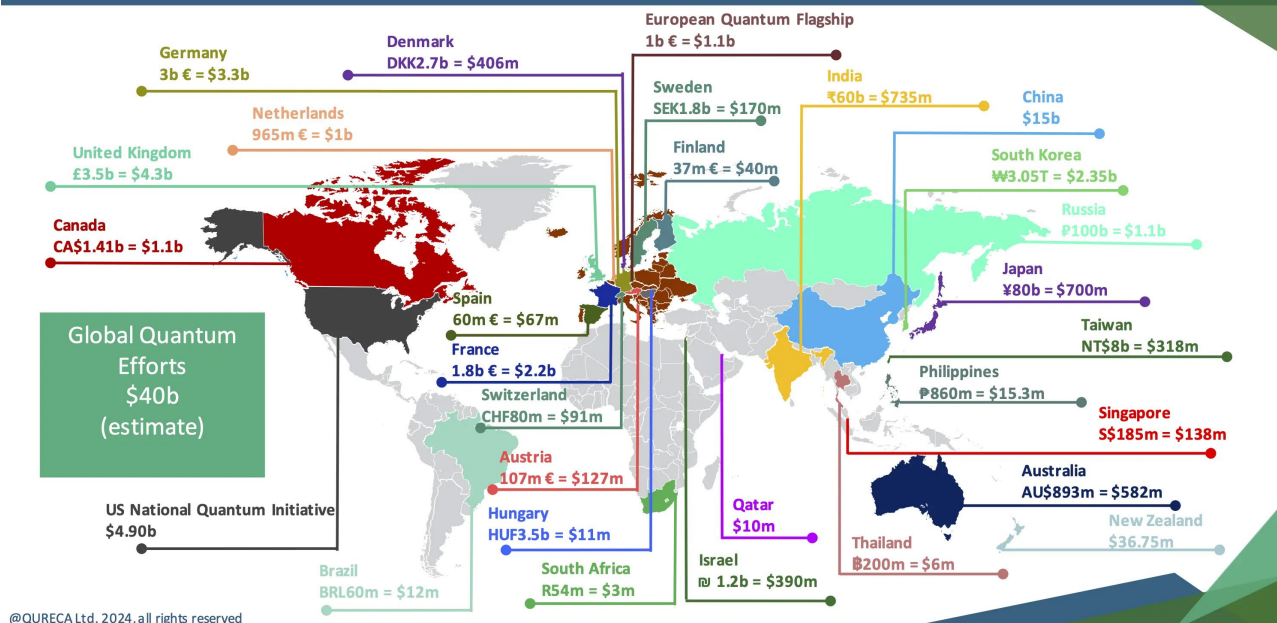 European Quantum Flagship
1b € = $1.1b
Denmark
DKK2.7b = $406m
Germany
3b € = $3.3b
India
₹60b = $735m
Sweden
SEK1.8b = $170m
China
$15b
Netherlands
965m € = $1b
Finland
37m € = $40m
United Kingdom
£3.5b = $4.3b
South Korea
₩3.05T = $2.35b
Canada
CA$1.41b = $1.1b
Russia
₽100b = $1.1b
Japan
¥80b = $700m
Spain
60m € = $67m
Global Quantum
Efforts
$40b
(estimate)
Taiwan
NT$8b = $318m
France
1.8b € = $2.2b
Philippines
₱860m = $15.3m
Switzerland
CHF80m = $91m
Singapore
S$185m = $138m
Austria
107m € = $127m
Australia
AU$893m = $582m
US National Quantum Initiative
$4.90b
Hungary
HUF3.5b = $11m
Qatar
$10m
New Zealand
$36.75m
Thailand
฿200m = $6m
Israel
₪ 1.2b = $390m
Brazil
BRL60m = $12m
South Africa
R54m = $3m
@QURECA Ltd. 2024, all rights reserved